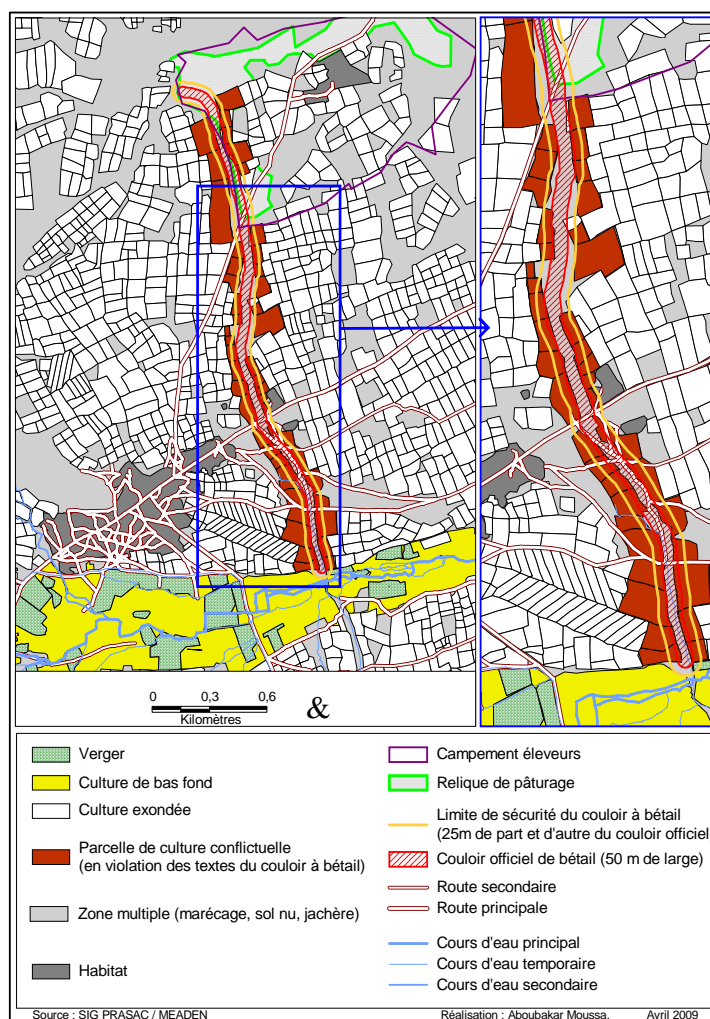 0 0,3 0,6
Kilomètres
&
Verger
Culture de bas fond
Culture exondée
Parcelle de culture conflictuelle
(en violation des textes du couloir à bétail)
Zone multiple (marécage, sol nu, jachère)
Habitat
Campement éleveurs
Relique de pâturage
Limite de sécurité du couloir à bétail
(25m de part et d'autre du couloir officiel
Couloir officiel de bétail (50 m de large)
Route secondaire
Route principale
Cours d'eau principal
Cours d'eau temporaire
Cours d'eau secondaire
Source : SIG PRASAC / MEADEN
Réalisation : Aboubakar Moussa. Avril 2009